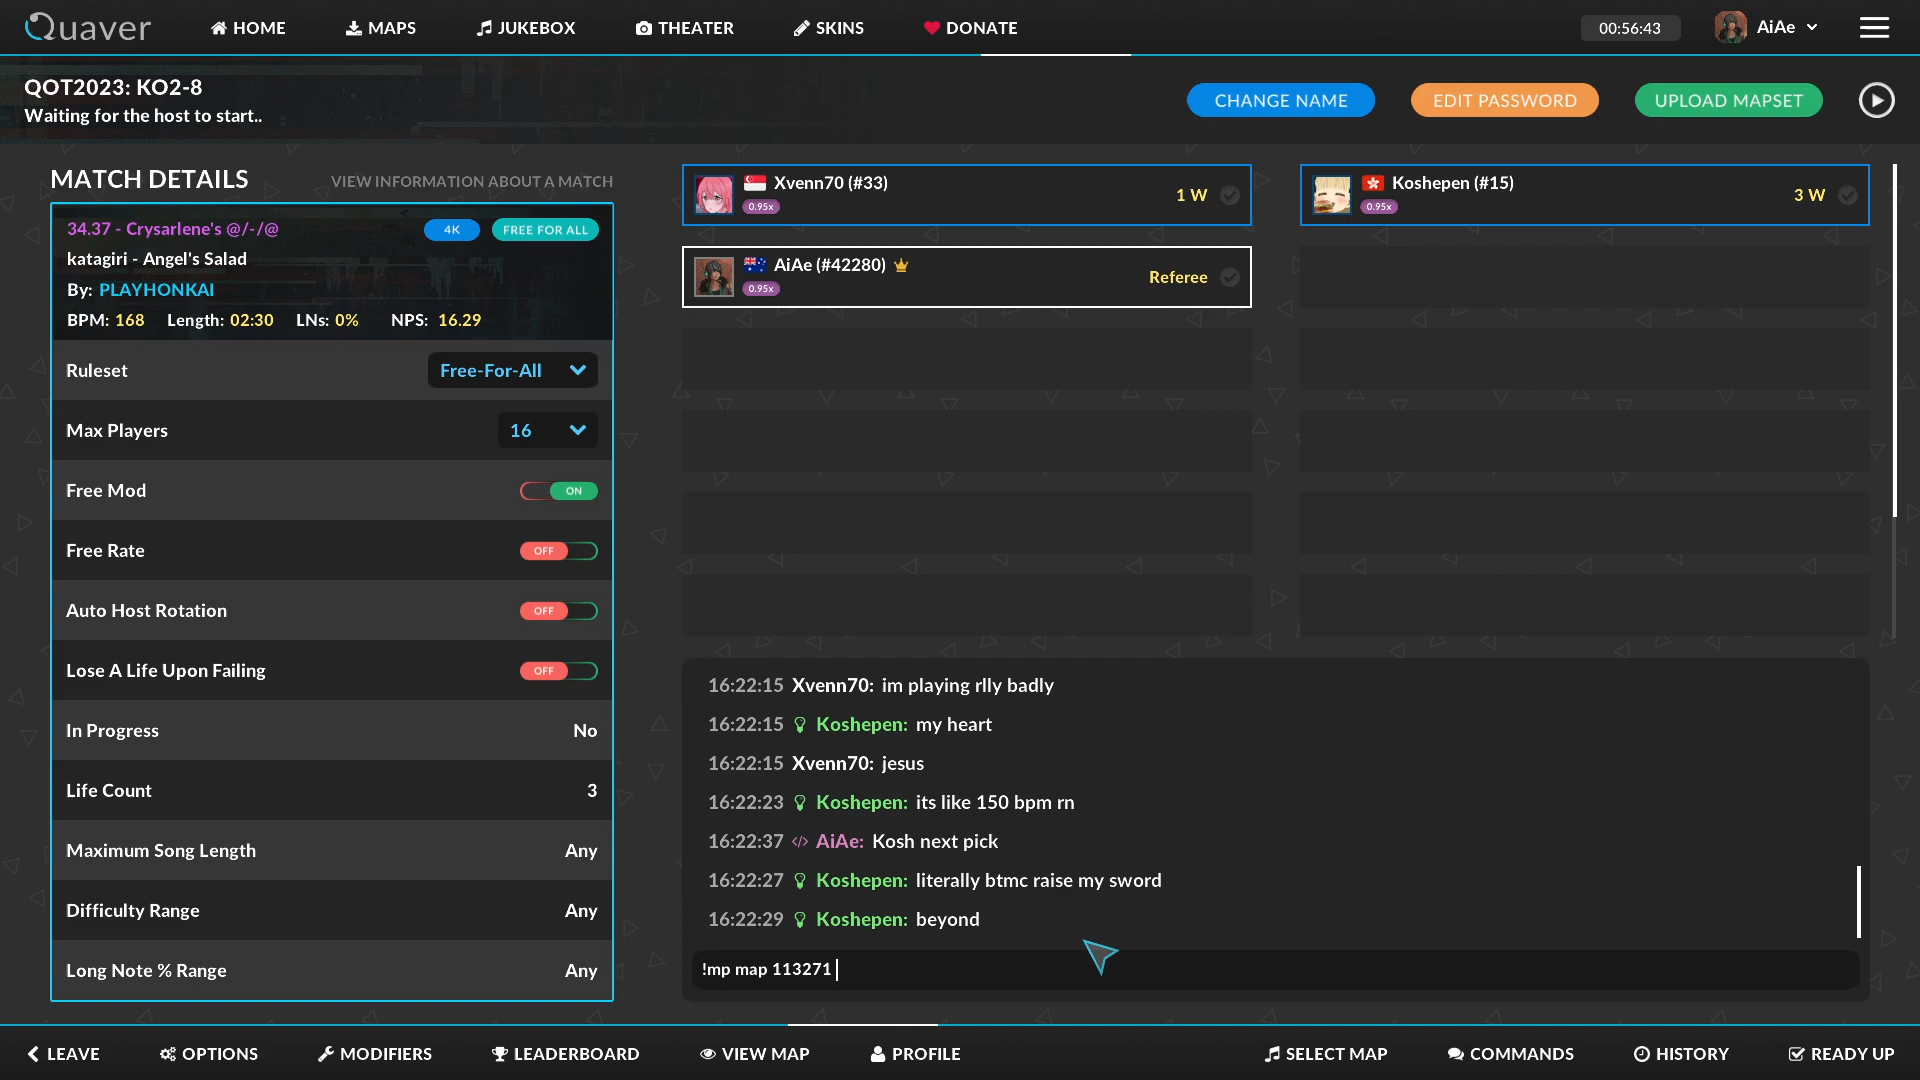 Quaver
HOME
MAPS
JUKEBOX
THEATER
SKINS
DONATE
00:56:43
AiAe
QOT2023: KO2-8
Waiting for the host to start..
CHANGE NAME
EDIT PASSWORD
UPLOAD MAPSET
MATCH DETAILS
VIEW INFORMATION ABOUT A MATCH
34.37 - Crysarlene's @/-/@
4K
FREE FOR ALL
katagiri - Angel's Salad
By: PLAYHONKAI
BPM: 168 Length: 02:30 LNs: 0% NPS: 16.29
Ruleset Free-For-All
Max Players 16
Free Mod ON
Free Rate OFF
Auto Host Rotation OFF
Lose A Life Upon Failing OFF
In Progress No
Life Count 3
Maximum Song Length Any
Difficulty Range Any
Long Note % Range Any
Xvenn70 (#33)
0.95x
1 W
Koshepen (#15)
0.95x
3 W
AiAe (#42280)
0.95x
Referee
16:22:15 Xvenn70: im playing rlly badly
16:22:15 Koshepen: my heart
16:22:15 Xvenn70: jesus
16:22:23 Koshepen: its like 150 bpm rn
16:22:37 </> AiAe: Kosh next pick
16:22:27 Koshepen: literally btmc raise my sword
16:22:29 Koshepen: beyond
!mp map 113271
LEAVE
OPTIONS
MODIFIERS
LEADERBOARD
VIEW MAP
PROFILE
SELECT MAP
COMMANDS
HISTORY
READY UP